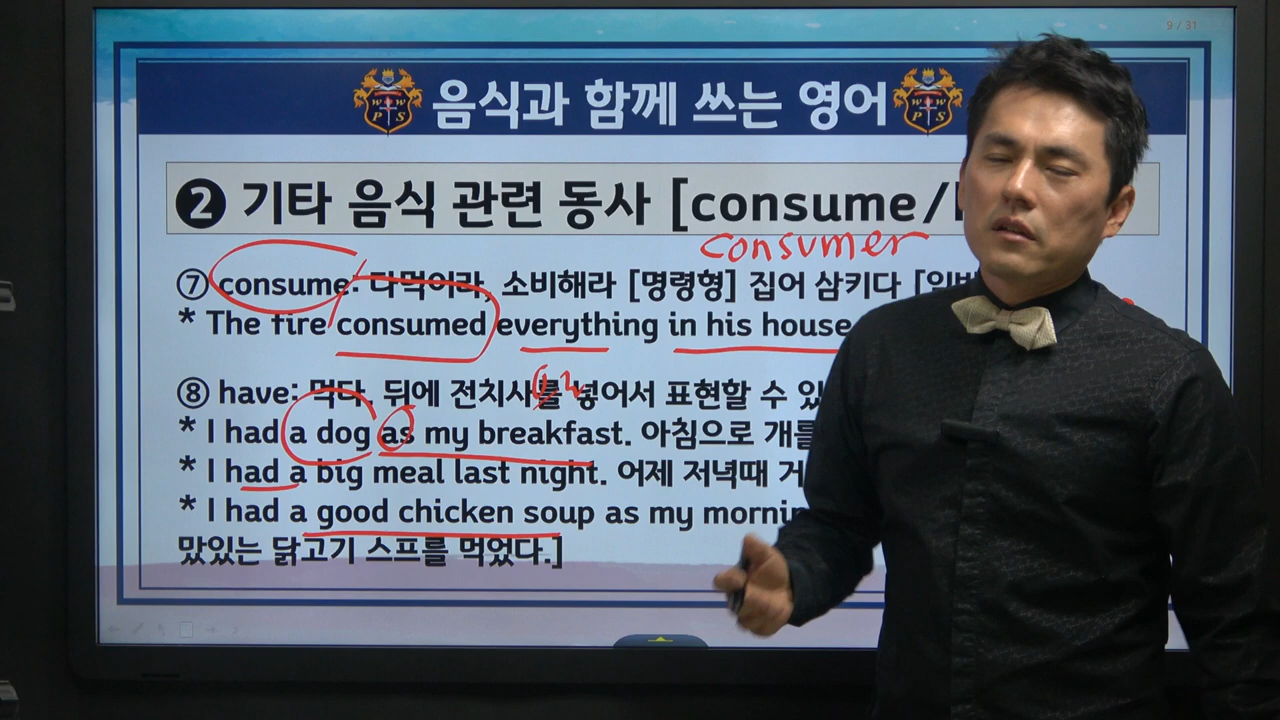 9 / 31
음식과 함께 쓰는 영어
W W P S
W W P S
❷ 기타 음식 관련 동사 [consume/
consumer
⑦ consume: 다먹어라, 소비해라 [명령형] 집어 삼키다
* The fire consumed everything in his house
⑧ have: 먹다. 뒤에 전치사를 넣어서 표현할 수
* I had a dog as my breakfast. 아침으로 개를
* I had a big meal last night. 어제 저녁때
* I had a good chicken soup as my
맛있는 닭고기 스프를 먹었다.]